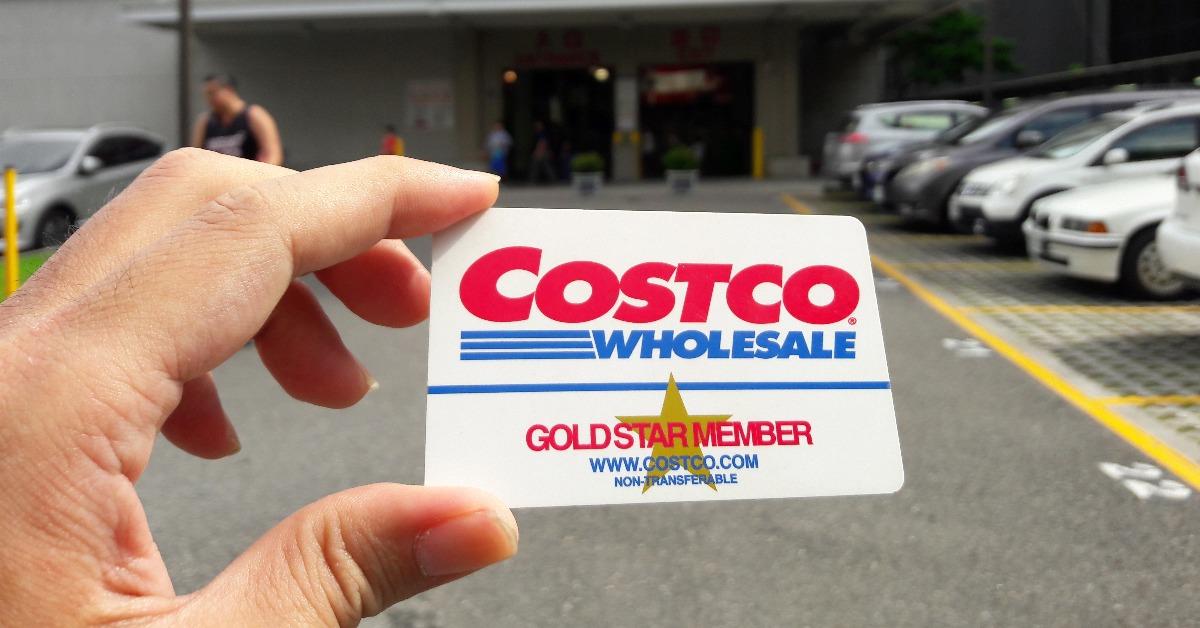 COSTCO®
WHOLESALE
GOLD STAR MEMBER
WWW.COSTCO.COM
NON-TRANSFERABLE